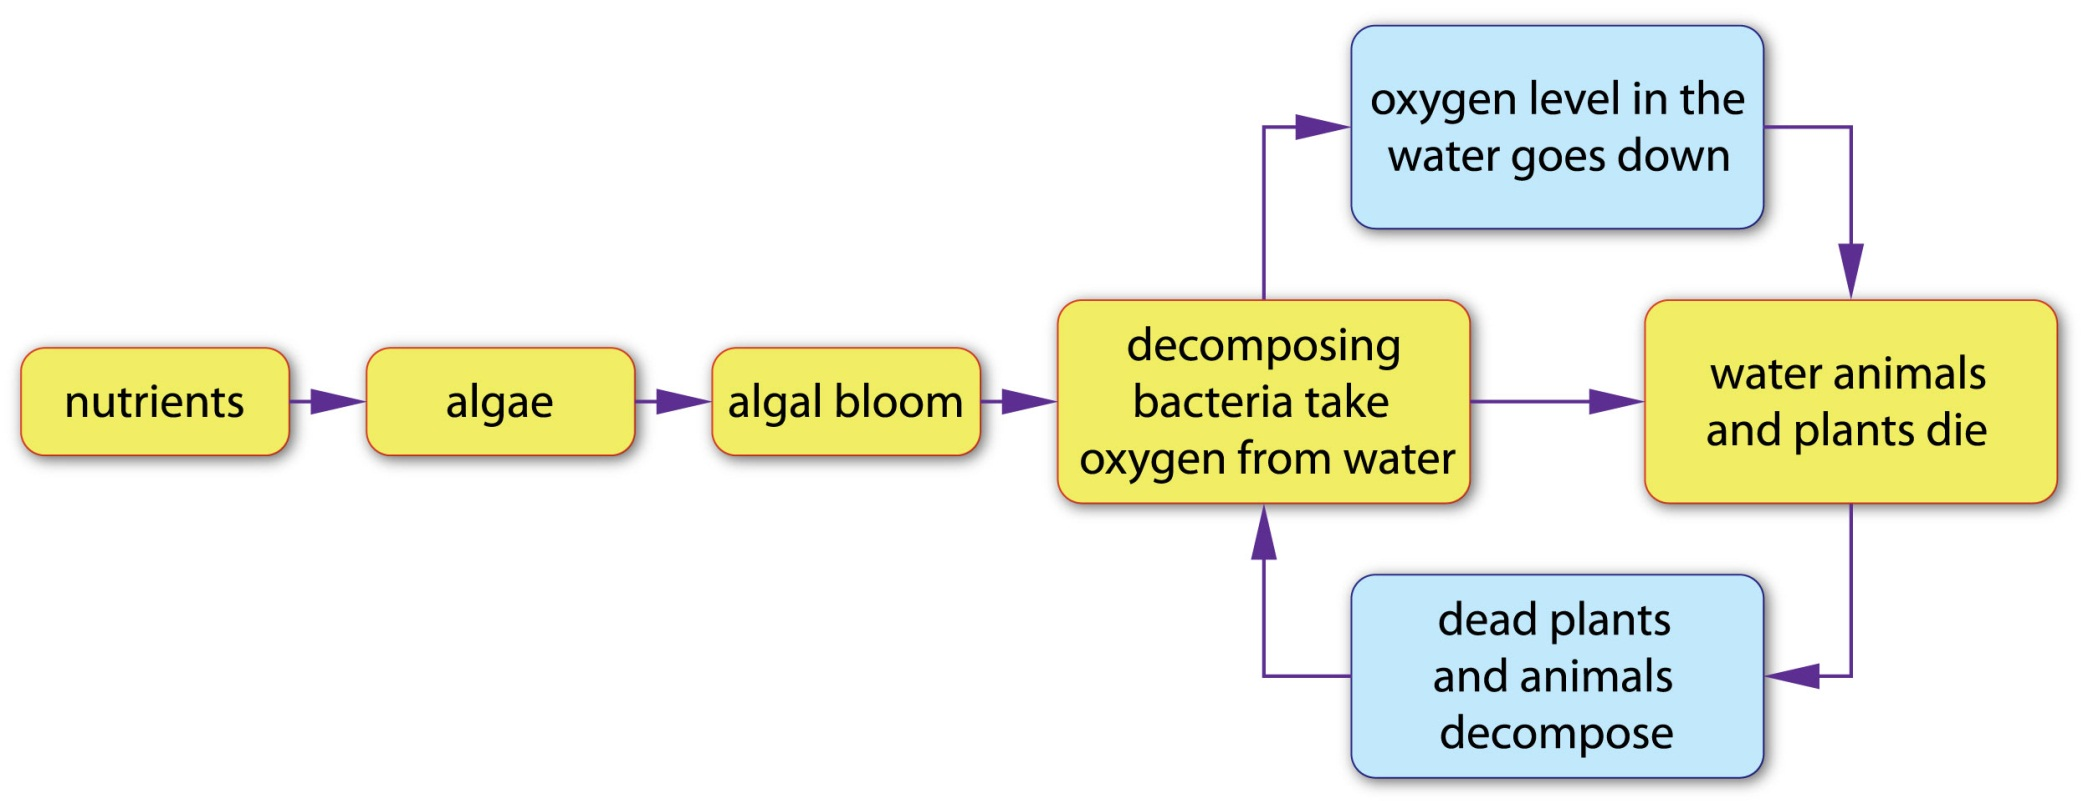 nutrients
algae
algal bloom
decomposing
bacteria take
oxygen from water
oxygen level in the
water goes down
water animals
and plants die
dead plants
and animals
decompose